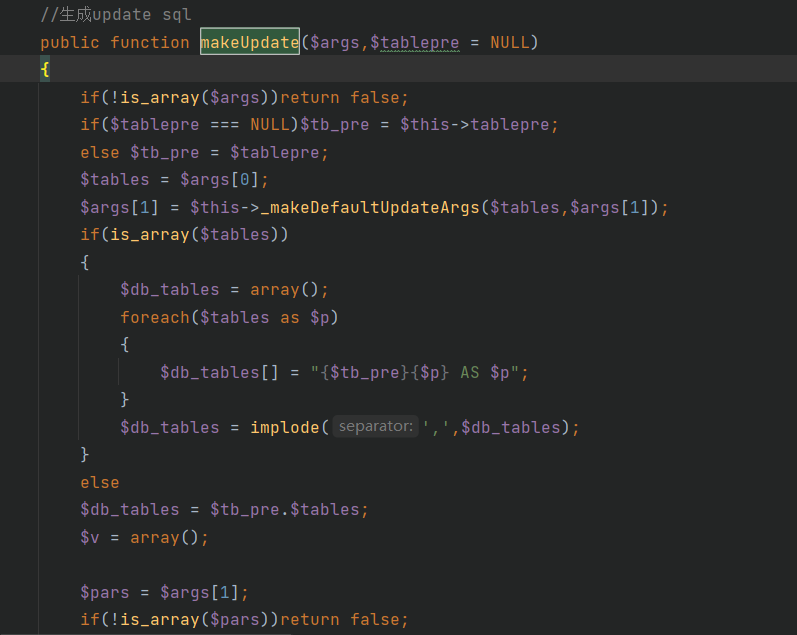 //生成update sql
public function makeUpdate($args,$tablepre = NULL)
{
if(!is_array($args))return false;
if($tablepre === NULL)$tb_pre = $this->tablepre;
else $tb_pre = $tablepre;
$tables = $args[0];
$args[1] = $this->_makeDefaultUpdateArgs($tables,$args[1]);
if(is_array($tables))
{
$db_tables = array();
foreach($tables as $p)
{
$db_tables[] = "{$tb_pre}{$p} AS $p";
}
$db_tables = implode( separator: ',',$db_tables);
}
else
$db_tables = $tb_pre.$tables;
$v = array();
$pars = $args[1];
if(!is_array($pars))return false;